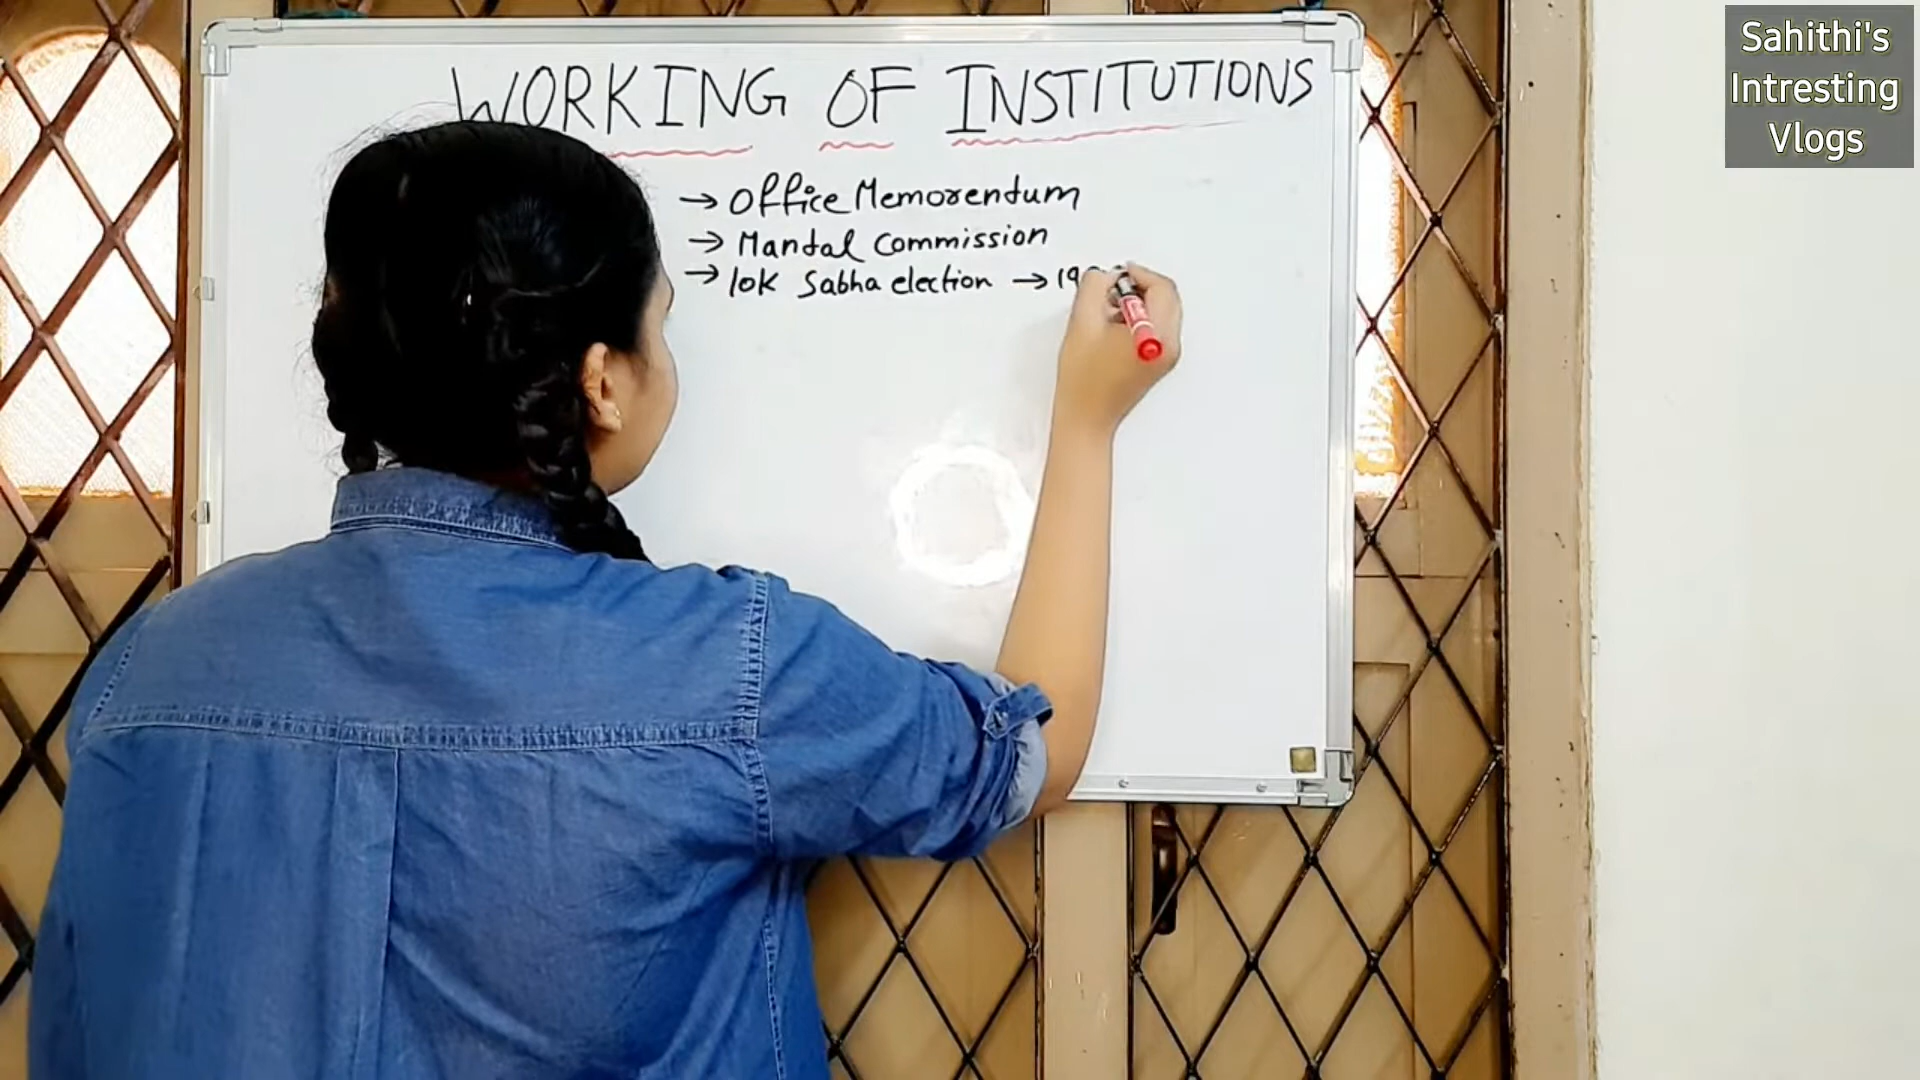 Sahithi's
Intresting
Vlogs
WORKING OF INSTITUTIONS
→ Office Memorendum
→ Mandal Commission
→ lok Sabha election →